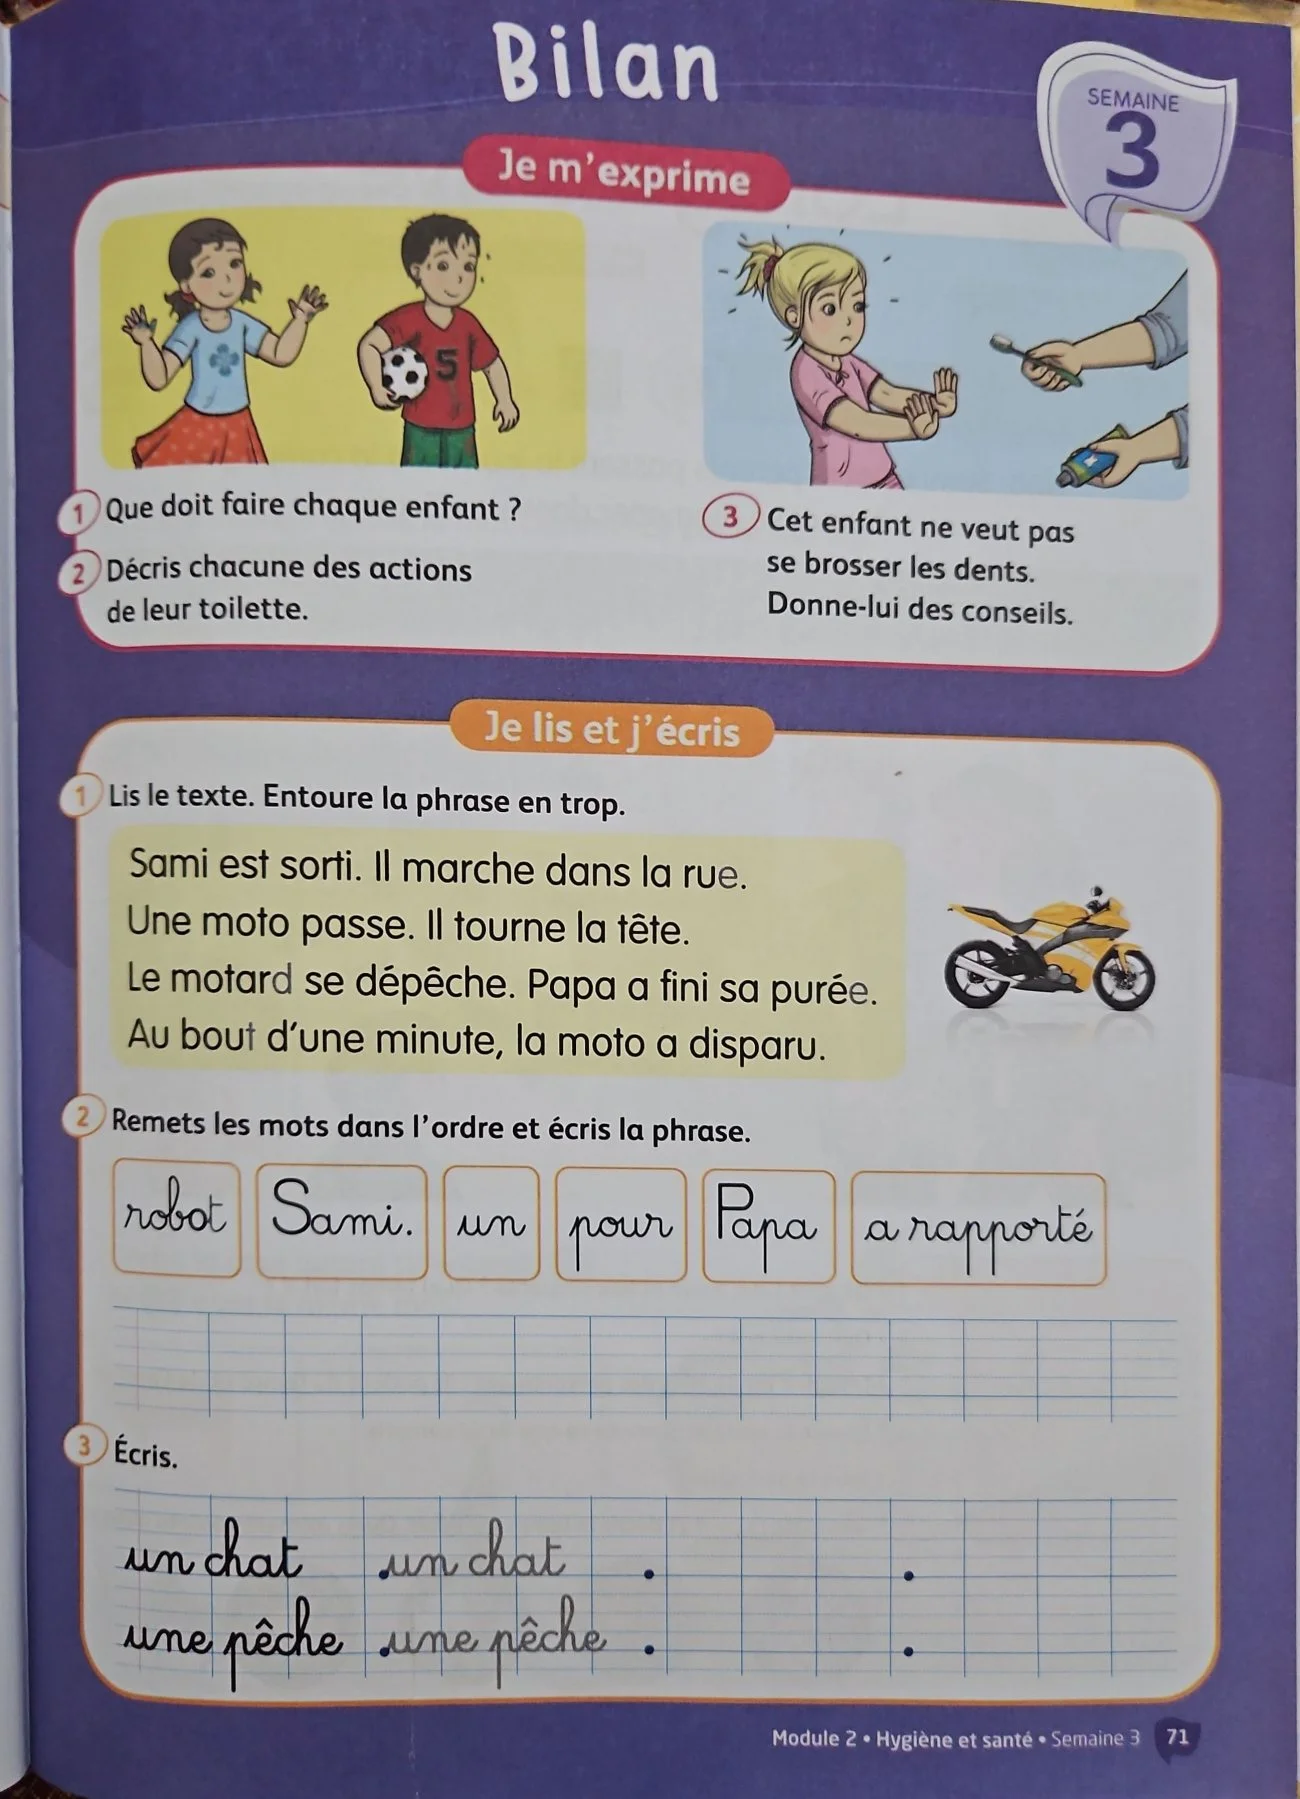 Bilan
SEMAINE
3
Je m'exprime
5
1 Que doit faire chaque enfant ?
2 Décris chacune des actions
de leur toilette.
3 Cet enfant ne veut pas
se brosser les dents.
Donne-lui des conseils.
Je lis et j'écris
1 Lis le texte. Entoure la phrase en trop.
Sami est sorti. Il marche dans la rue.
Une moto passe. Il tourne la tête.
Le motard se dépêche. Papa a fini sa purée.
Au bout d'une minute, la moto a disparu.
2 Remets les mots dans l'ordre et écris la phrase.
robot Sami. un pour Papa a rapporté
3 Écris.
un chat un chat
une pêche une pêche
Module 2 • Hygiène et santé • Semaine 3 71